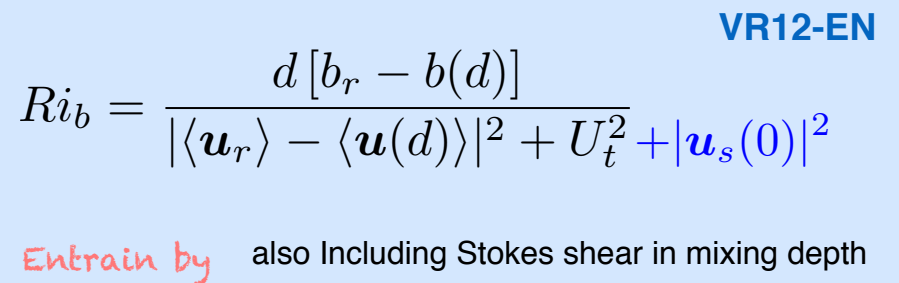 VR12-EN
Ri_b = \frac{d [b_r − b(d)]}{|⟨u_r⟩ − ⟨u(d)⟩|^2 + U_t^2 + |u_s(0)|^2}
Entrain by also Including Stokes shear in mixing depth